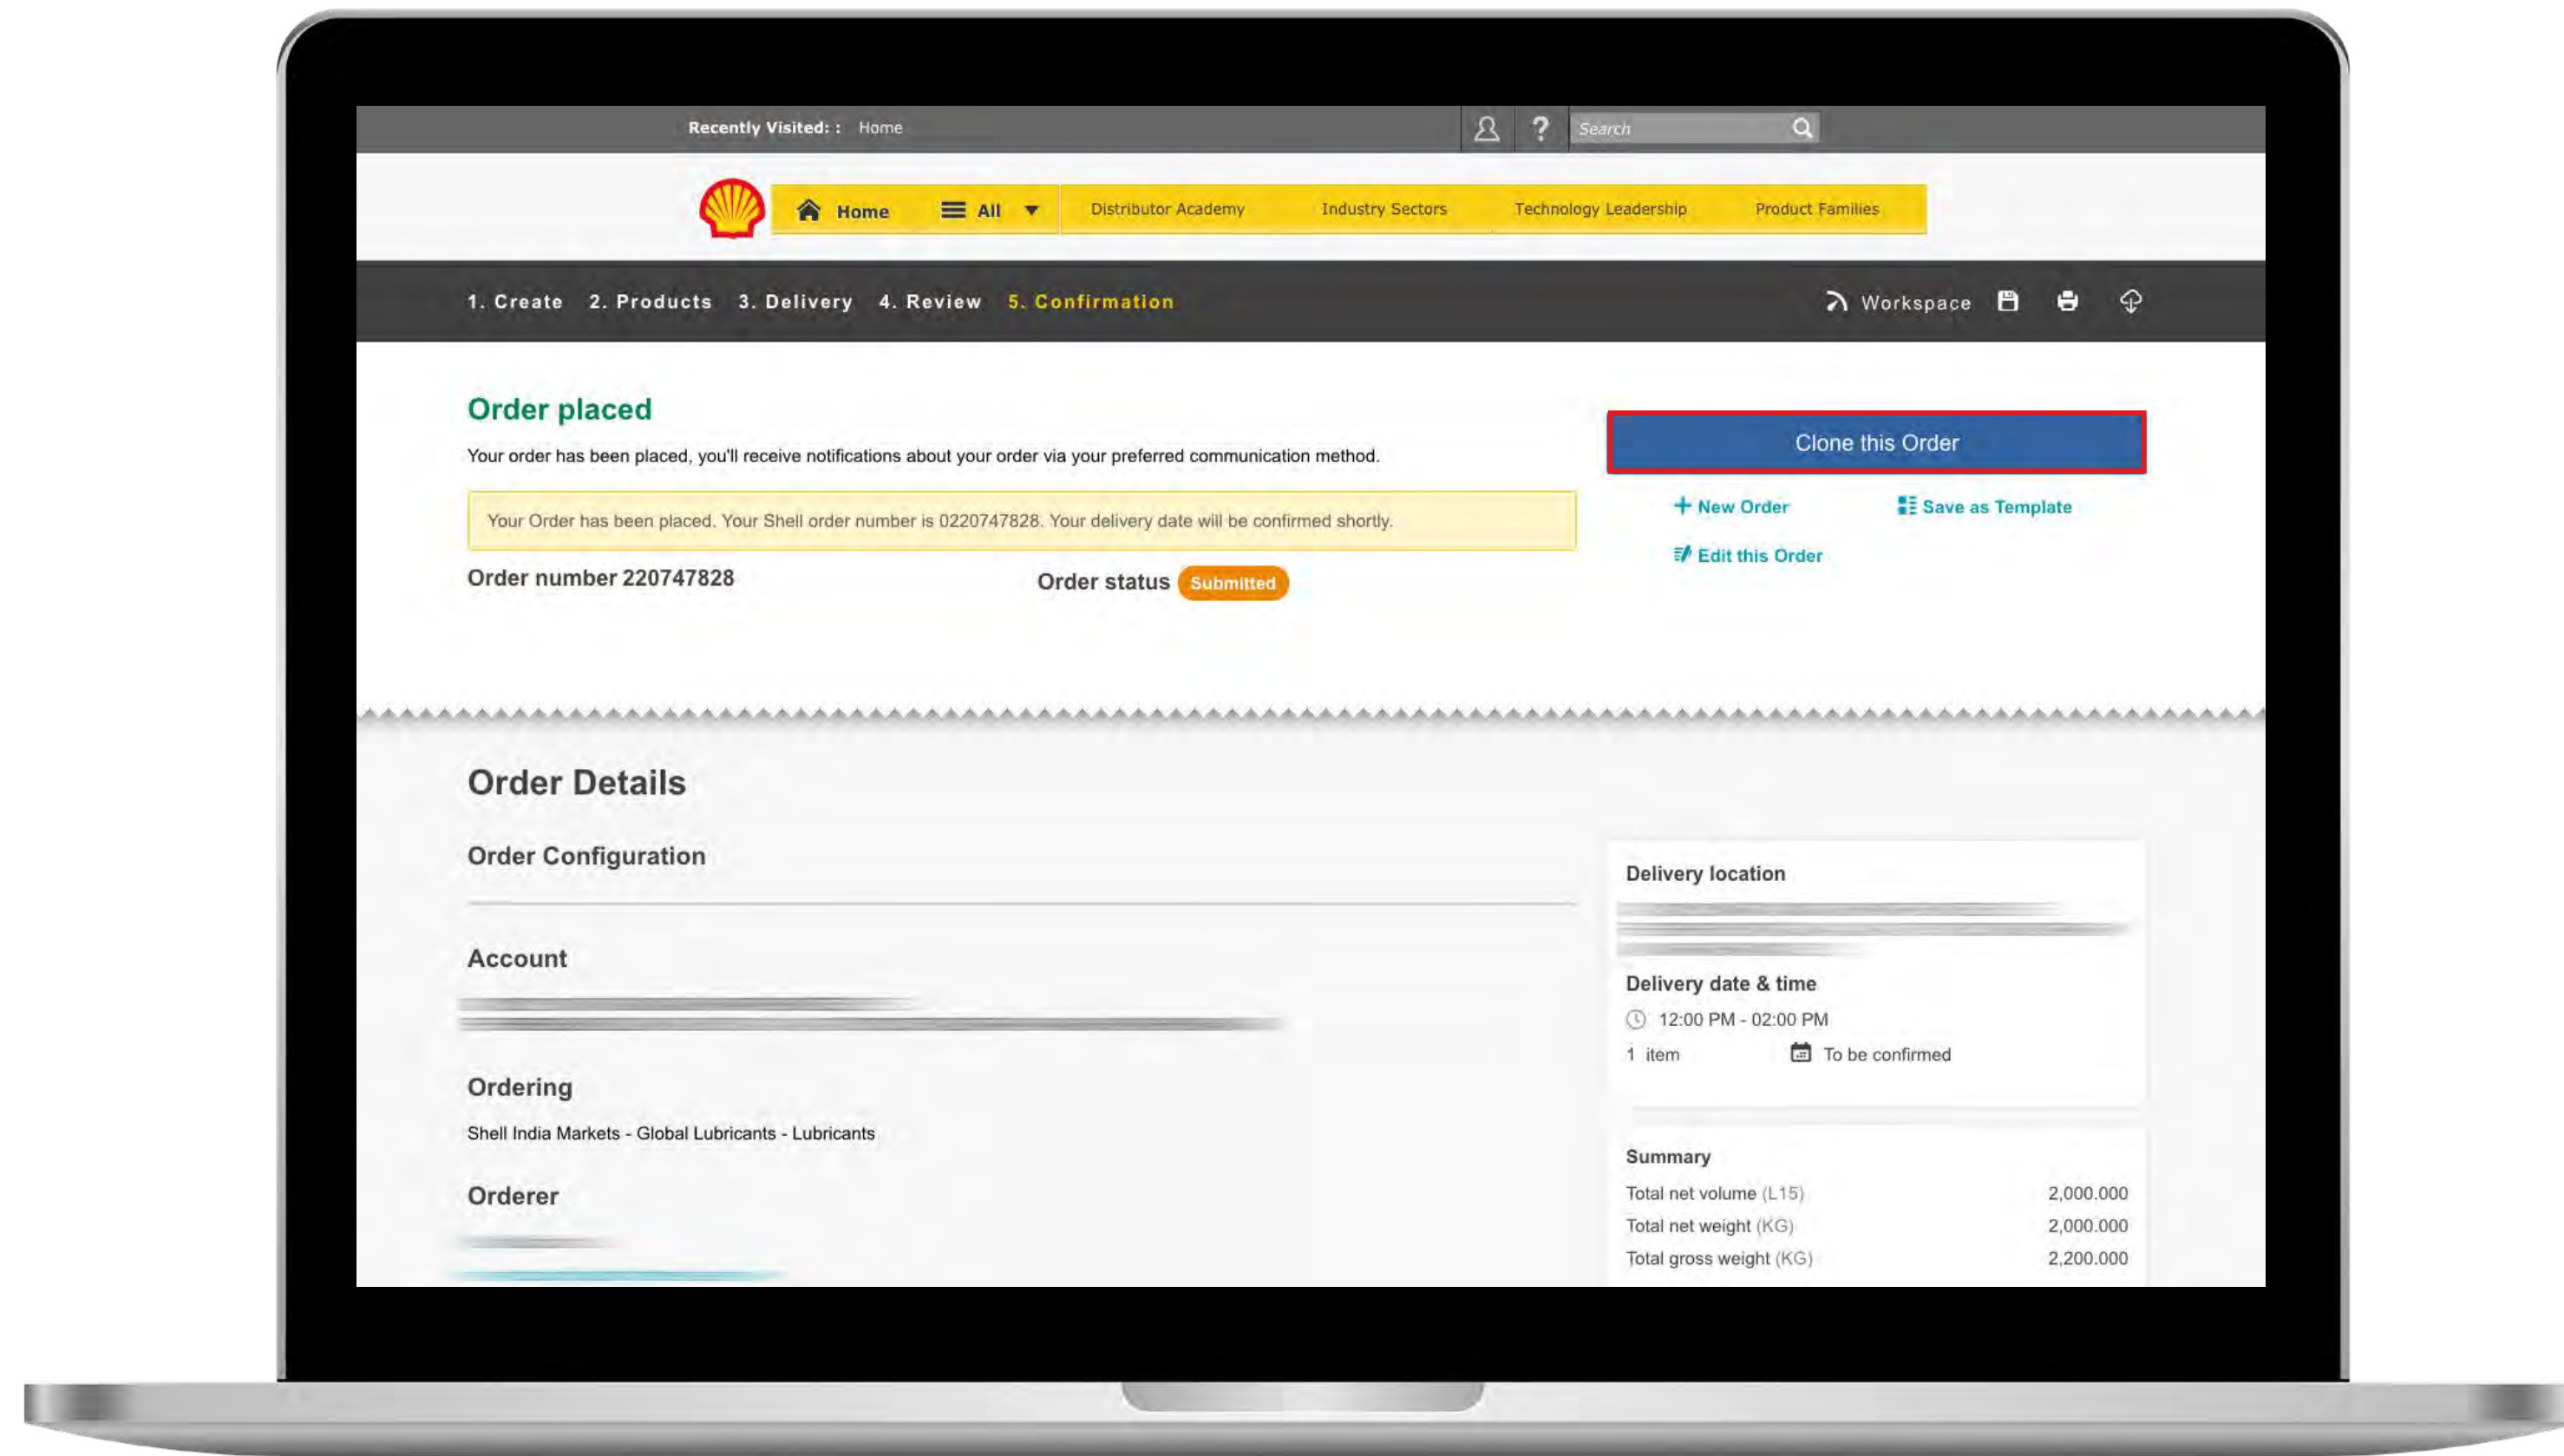 Recently Visited: : Home
Search
Home All Distributor Academy Industry Sectors Technology Leadership Product Families
1. Create 2. Products 3. Delivery 4. Review 5. Confirmation Workspace
Order placed
Your order has been placed, you'll receive notifications about your order via your preferred communication method.
Your Order has been placed. Your Shell order number is 0220747828. Your delivery date will be confirmed shortly.
Order number 220747828 Order status Submitted
Clone this Order
New Order Save as Template
Edit this Order
Order Details
Order Configuration
Account
Ordering
Shell India Markets - Global Lubricants - Lubricants
Orderer
Delivery location
Delivery date & time
12:00 PM - 02:00 PM
1 item To be confirmed
Summary
Total net volume (L15) 2,000.000
Total net weight (KG) 2,000.000
Total gross weight (KG) 2,200.000